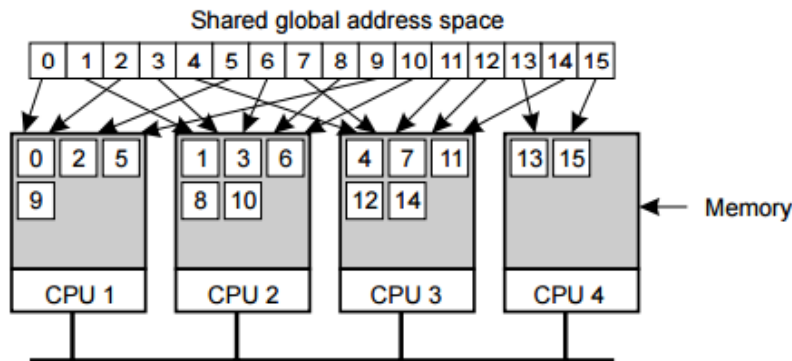 Shared global address space
0 1 2 3 4 5 6 7 8 9 10 11 12 13 14 15
0 2 5 1 3 6 4 7 11 13 15
9 8 10 12 14
Memory
CPU 1 CPU 2 CPU 3 CPU 4